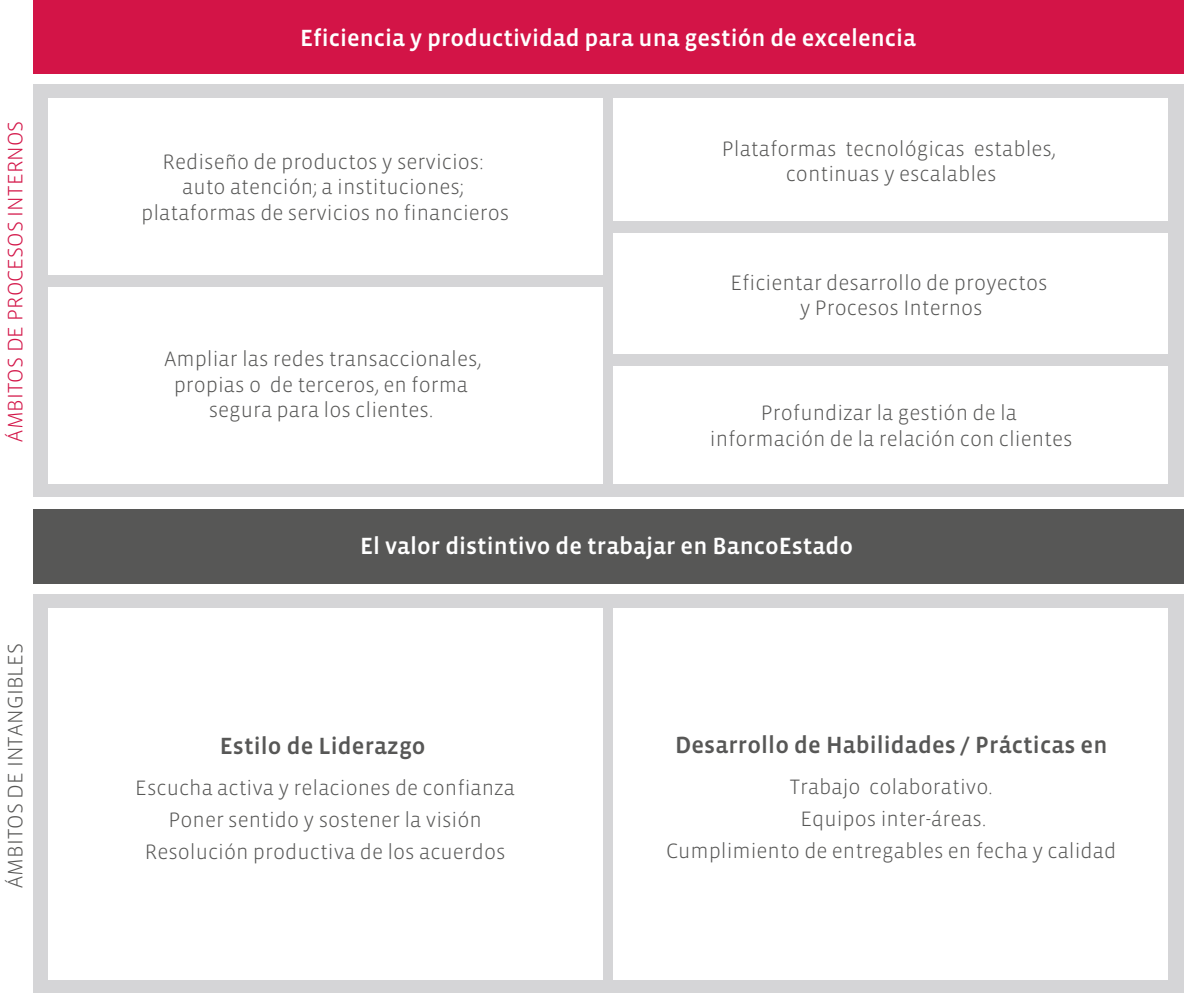 Eficiencia y productividad para una gestión de excelencia
ÁMBITOS DE PROCESOS INTERNOS
Rediseño de productos y servicios:
auto atención; a instituciones;
plataformas de servicios no financieros
Ampliar las redes transaccionales,
propias o de terceros, en forma
segura para los clientes.
Plataformas tecnológicas estables,
continuas y escalables
Eficientar desarrollo de proyectos
y Procesos Internos
Profundizar la gestión de la
información de la relación con clientes
El valor distintivo de trabajar en BancoEstado
ÁMBITOS DE INTANGIBLES
Estilo de Liderazgo
Escucha activa y relaciones de confianza
Poner sentido y sostener la visión
Resolución productiva de los acuerdos
Desarrollo de Habilidades / Prácticas en
Trabajo colaborativo.
Equipos inter-áreas.
Cumplimiento de entregables en fecha y calidad